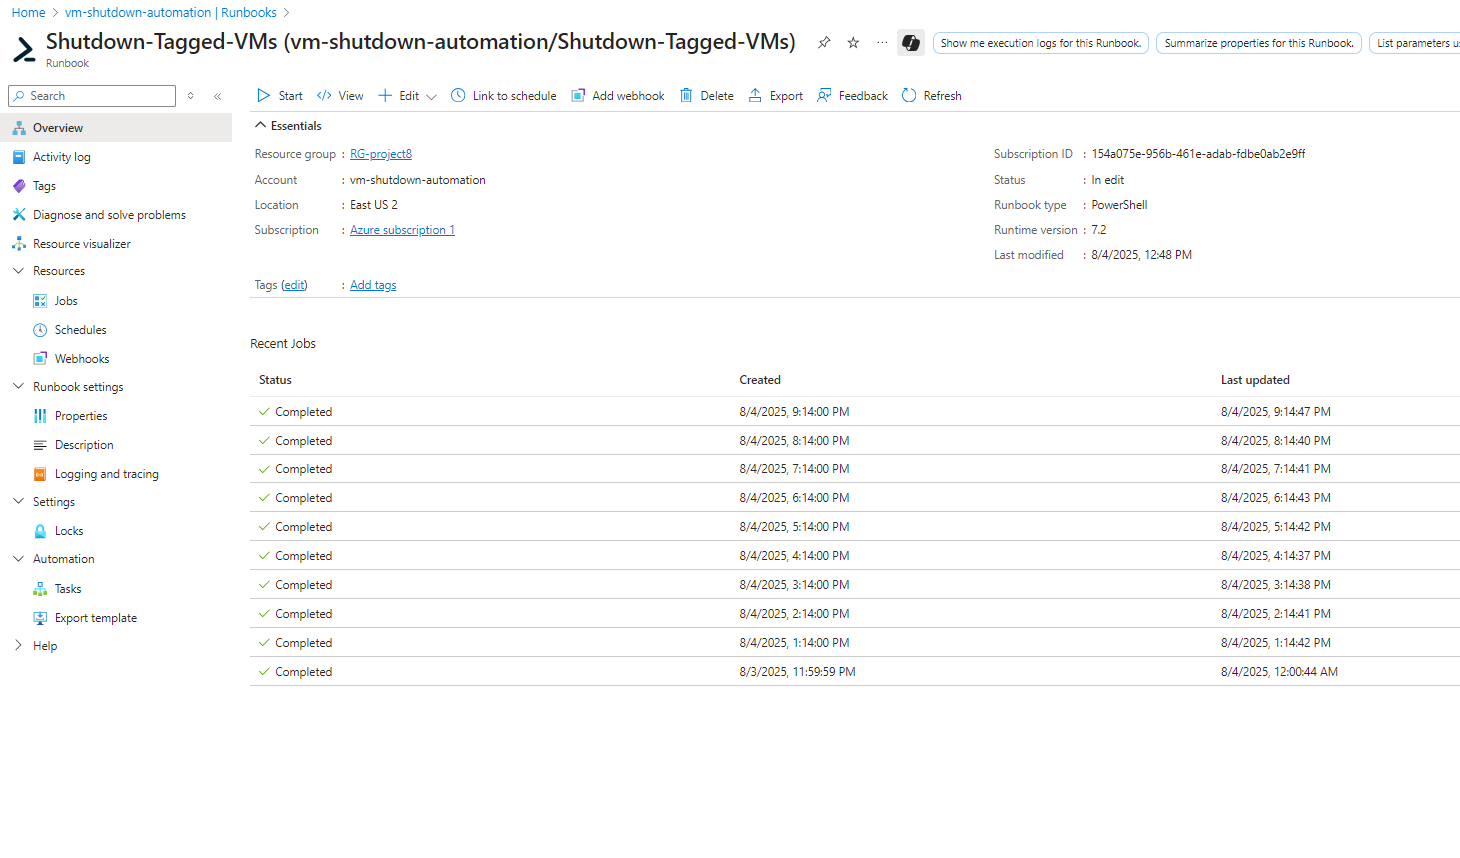 Home > vm-shutdown-automation | Runbooks >
Shutdown-Tagged-VMs (vm-shutdown-automation/Shutdown-Tagged-VMs)
Runbook
Show me execution logs for this Runbook.
Summarize properties for this Runbook.
List parameters
Search
Start View Edit Link to schedule Add webhook Delete Export Feedback Refresh
Overview
Activity log
Tags
Diagnose and solve problems
Resource visualizer
Resources
Jobs
Schedules
Webhooks
Runbook settings
Properties
Description
Logging and tracing
Settings
Locks
Automation
Tasks
Export template
Help
Essentials
Resource group : RG-project8
Account : vm-shutdown-automation
Location : East US 2
Subscription : Azure subscription 1
Subscription ID : 154a075e-956b-461e-adab-fdbe0ab2e9ff
Status : In edit
Runbook type : PowerShell
Runtime version : 7.2
Last modified : 8/4/2025, 12:48 PM
Tags (edit) : Add tags
Recent Jobs
Status Created Last updated
Completed 8/4/2025, 9:14:00 PM 8/4/2025, 9:14:47 PM
Completed 8/4/2025, 8:14:00 PM 8/4/2025, 8:14:40 PM
Completed 8/4/2025, 7:14:00 PM 8/4/2025, 7:14:41 PM
Completed 8/4/2025, 6:14:00 PM 8/4/2025, 6:14:43 PM
Completed 8/4/2025, 5:14:00 PM 8/4/2025, 5:14:42 PM
Completed 8/4/2025, 4:14:00 PM 8/4/2025, 4:14:37 PM
Completed 8/4/2025, 3:14:00 PM 8/4/2025, 3:14:38 PM
Completed 8/4/2025, 2:14:00 PM 8/4/2025, 2:14:41 PM
Completed 8/4/2025, 1:14:00 PM 8/4/2025, 1:14:42 PM
Completed 8/3/2025, 11:59:59 PM 8/4/2025, 12:00:44 AM